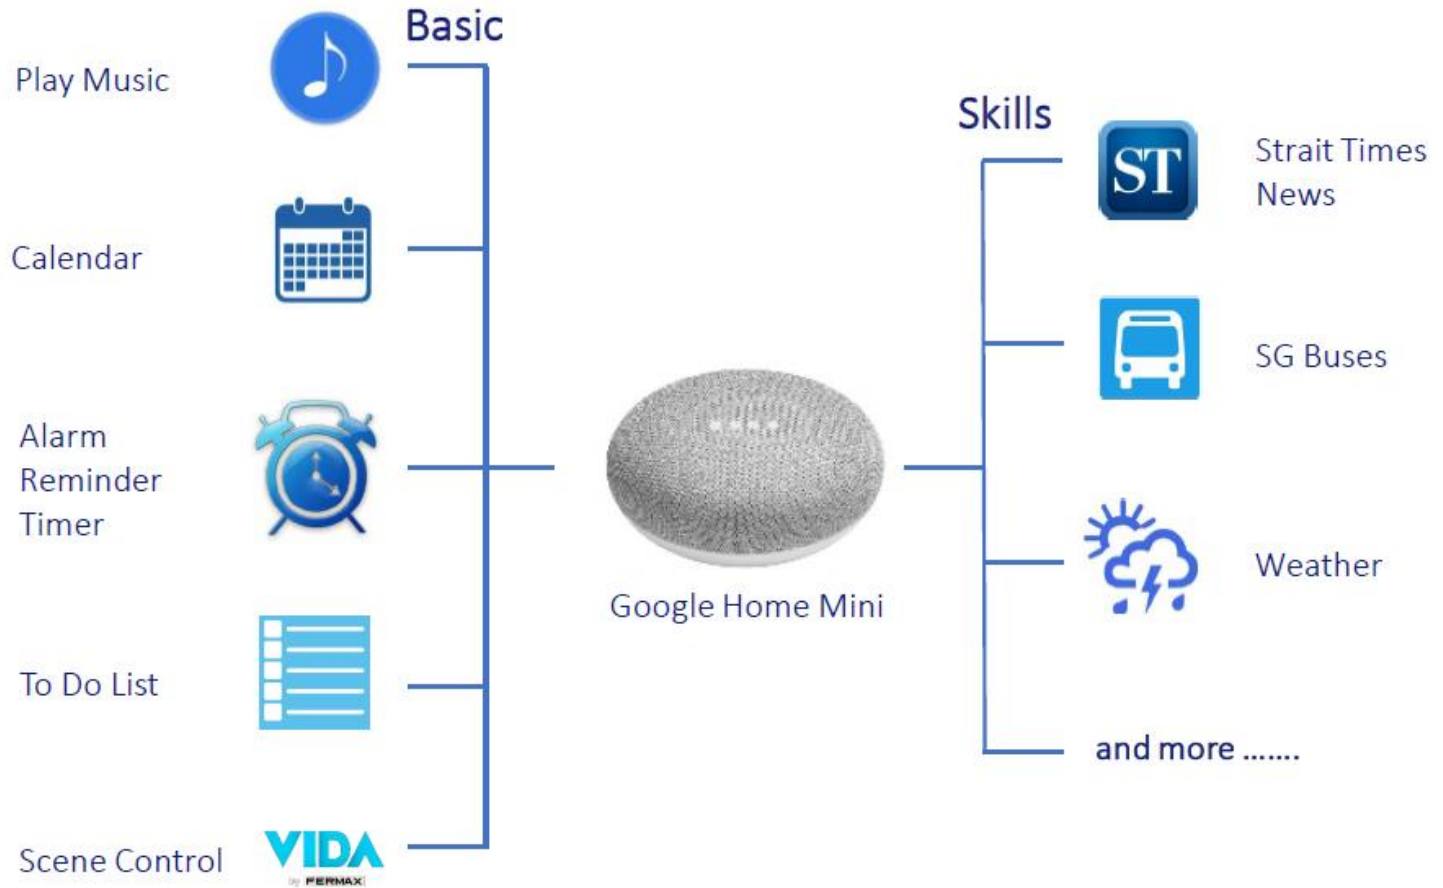 Basic
Play Music
Calendar
Alarm
Reminder
Timer
To Do List
Scene Control
VIDA
by FERMAX
Google Home Mini
Skills
ST
Strait Times
News
SG Buses
Weather
and more .......